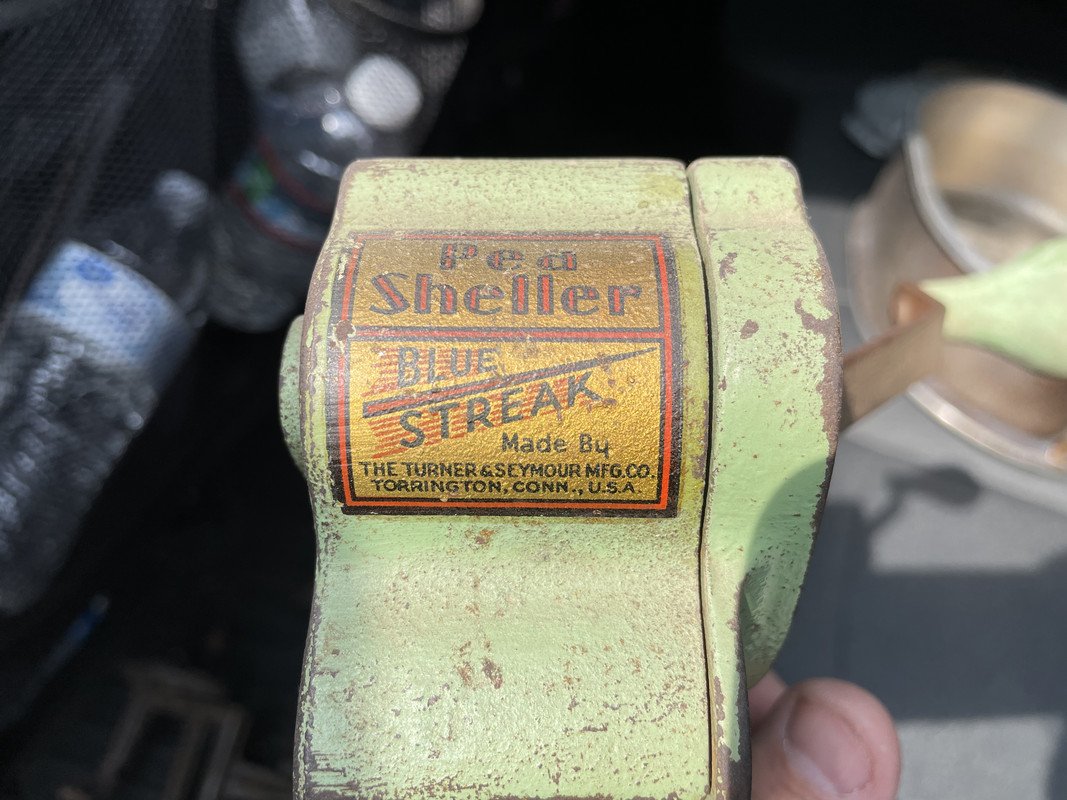 Pea
Sheller
BLUE
STREAK
Made By
THE TURNER & SEYMOUR MFG. CO.
TORRINGTON, CONN., U.S.A.